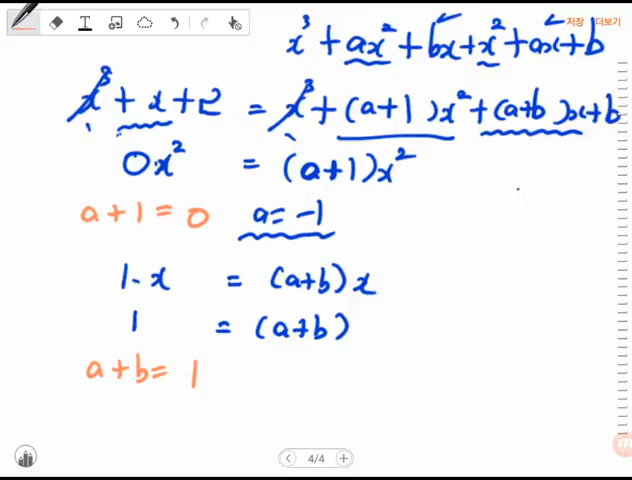 저장 더보기
x³ + ax² + bx + x² + ax + b
x³ + x + 2 = x³ + (a+1)x² + (a+b)x + b
0x² = (a+1)x²
a + 1 = 0 a = -1
1·x = (a+b)x
1 = (a+b)
a + b = 1
4/4